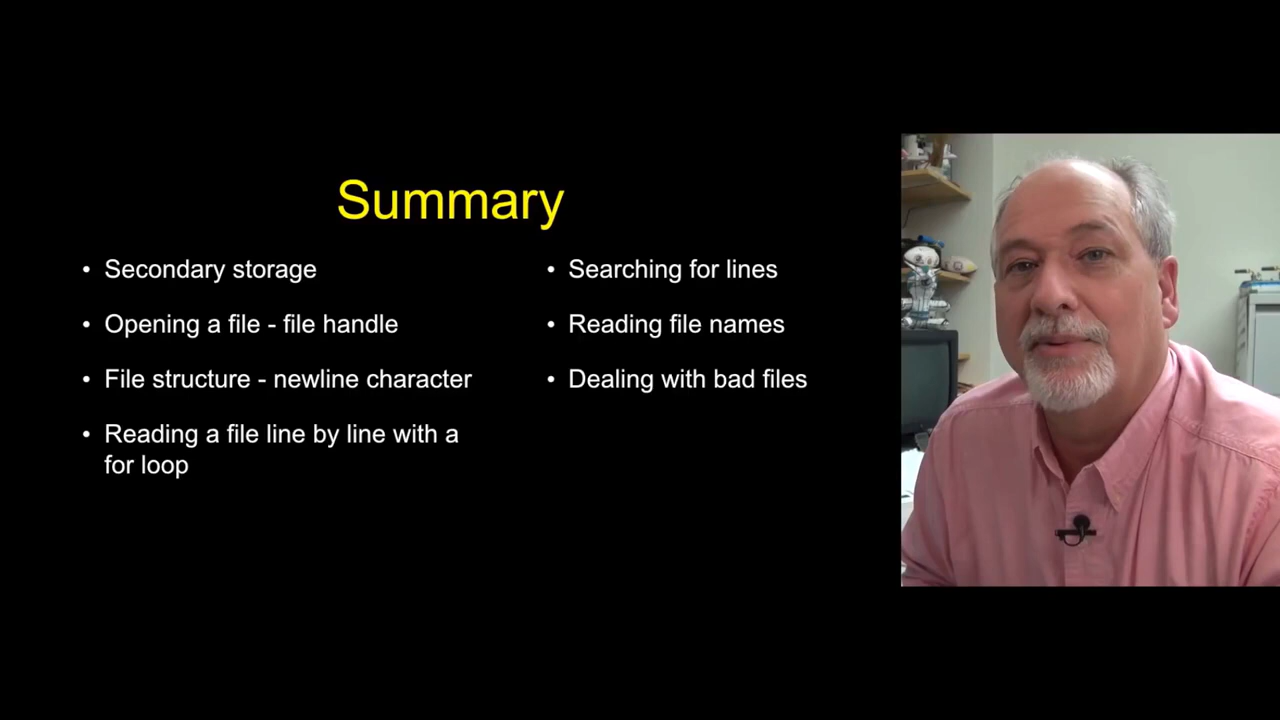 Summary
• Secondary storage
• Opening a file - file handle
• File structure - newline character
• Reading a file line by line with a
for loop
• Searching for lines
• Reading file names
• Dealing with bad files